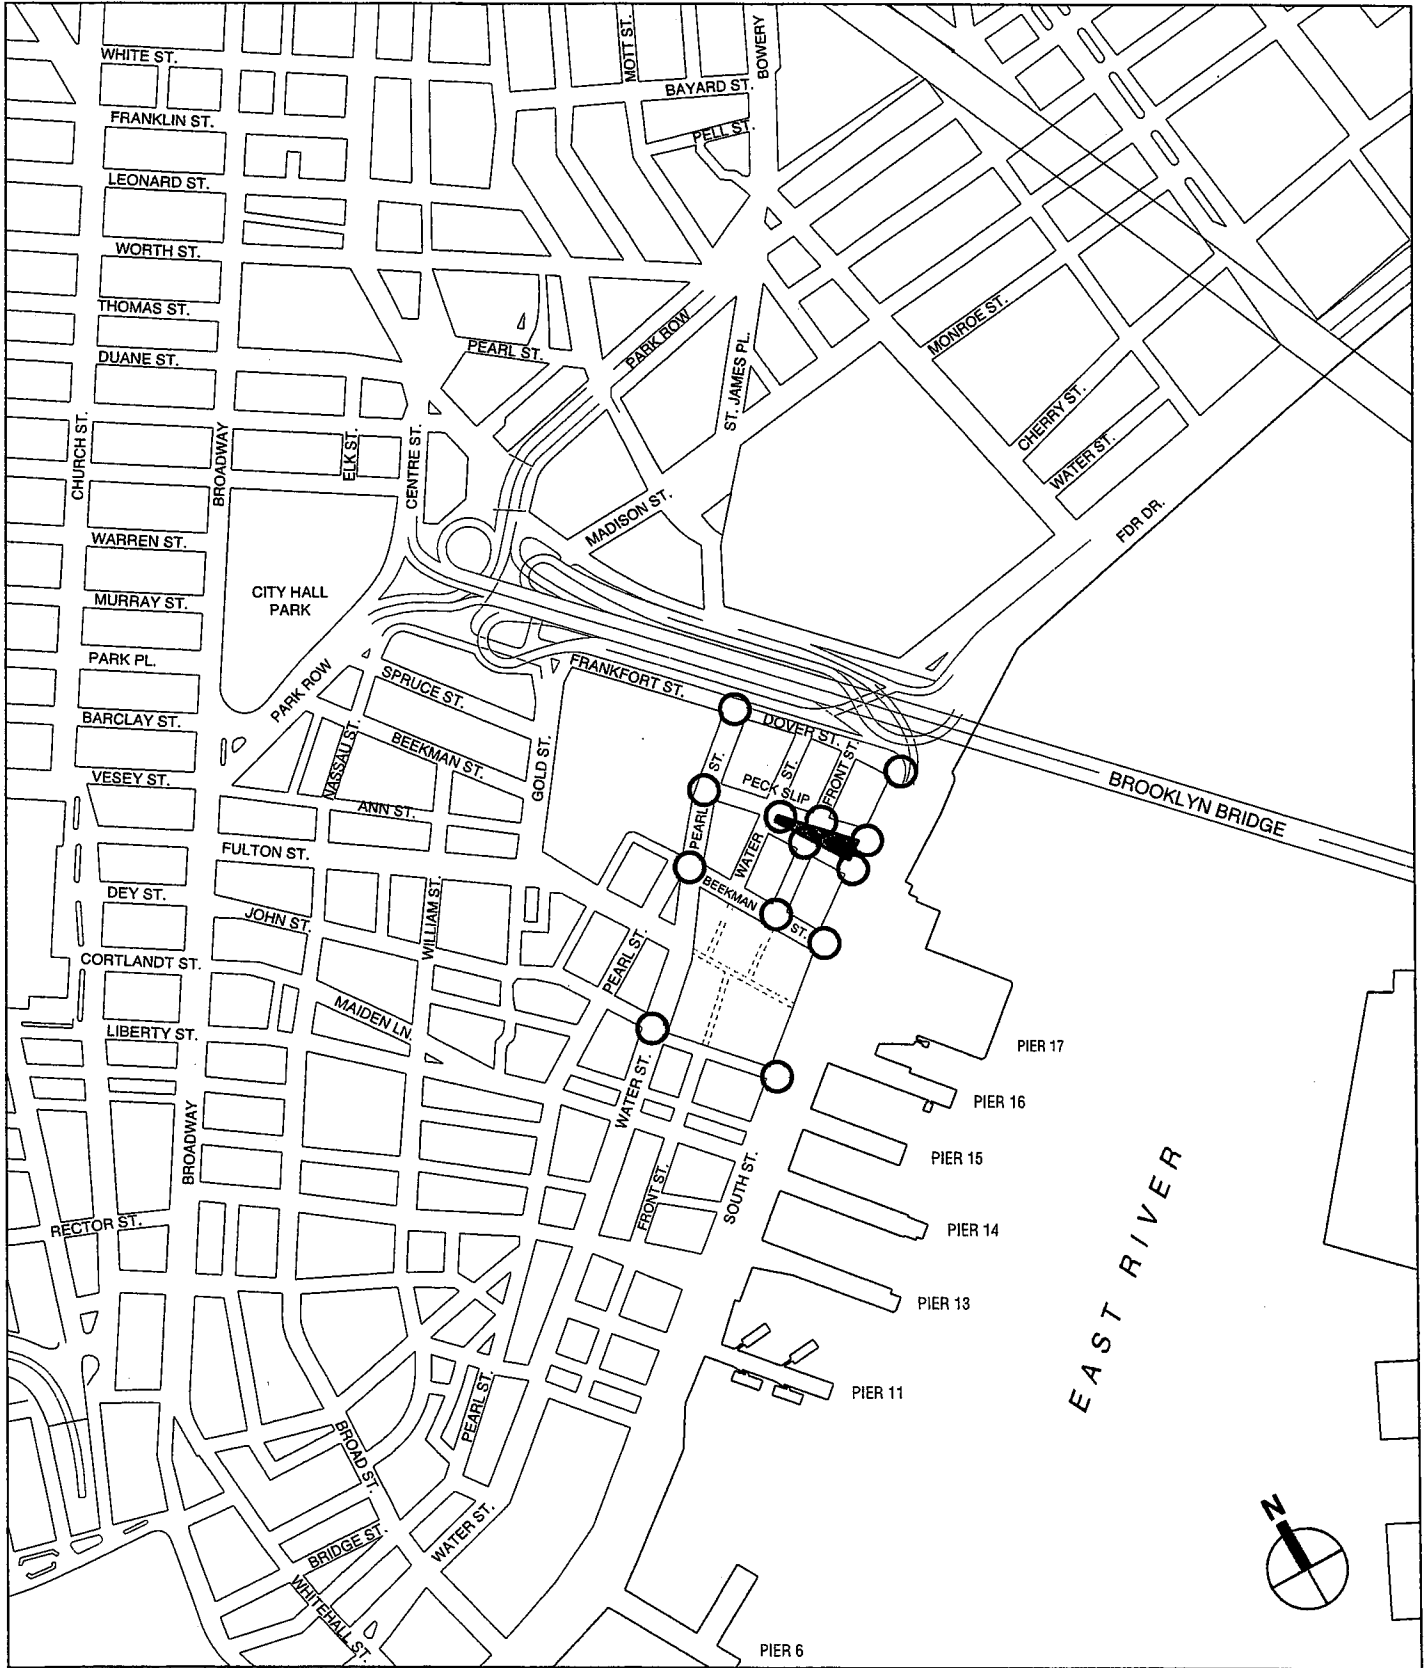 WHITE ST.
MOTT ST.
BOWERY
BAYARD ST.
FRANKLIN ST.
PELL ST.
LEONARD ST.
WORTH ST.
THOMAS ST.
MONROE ST.
PARK ROW
PEARL ST.
DUANE ST.
ST. JAMES PL.
CHURCH ST.
BROADWAY
ELK ST.
CENTRE ST.
CHERRY ST.
WATER ST.
MADISON ST.
FDR DR.
WARREN ST.
CITY HALL
PARK
MURRAY ST.
PARK PL.
PARK ROW
SPRUCE ST.
FRANKFORT ST.
BARCLAY ST.
DOVER ST.
NASSAU ST.
BEEKMAN ST.
GOLD ST.
PEARL ST.
PECK SLIP
WATER ST.
FRONT ST.
VESEY ST.
BROOKLYN BRIDGE
ANN ST.
FULTON ST.
BEEKMAN ST.
DEY ST.
JOHN ST.
WILLIAM ST.
PEARL ST.
CORTLANDT ST.
MAIDEN LN.
LIBERTY ST.
PIER 17
WATER ST.
PIER 16
BROADWAY
PIER 15
FRONT ST.
SOUTH ST.
RECTOR ST.
PIER 14
EAST RIVER
PIER 13
PIER 11
PEARL ST.
BROAD ST.
N
WATER ST.
BRIDGE ST.
WHITEHALL ST.
PIER 6